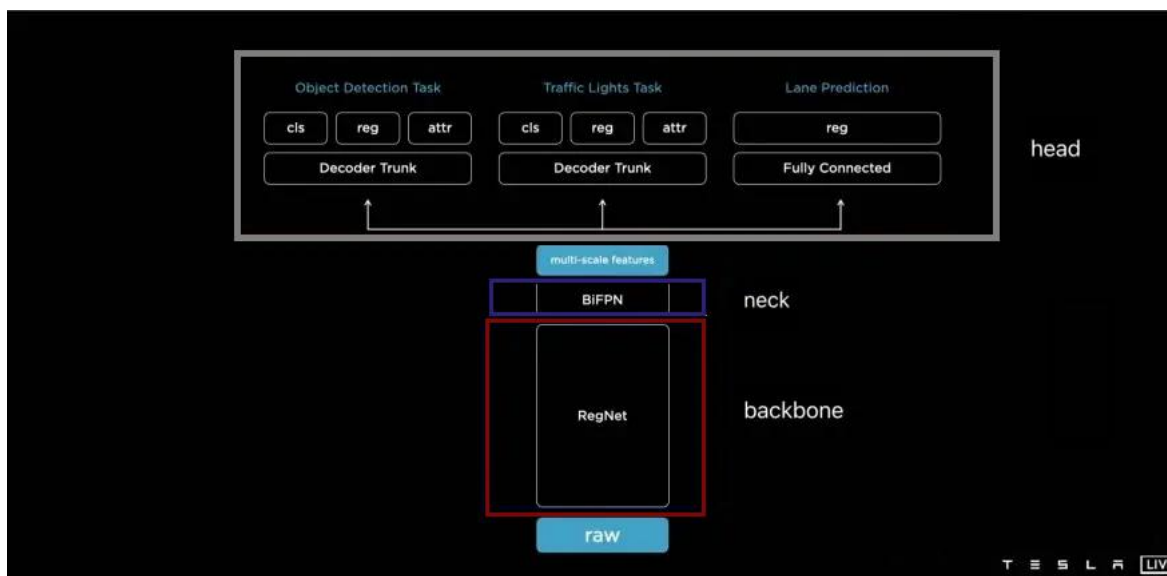 Object Detection Task Traffic Lights Task Lane Prediction
cls reg attr cls reg attr reg
Decoder Trunk Decoder Trunk Fully Connected
head
multi-scale features
BiFPN neck
RegNet backbone
raw
TESLA LIV